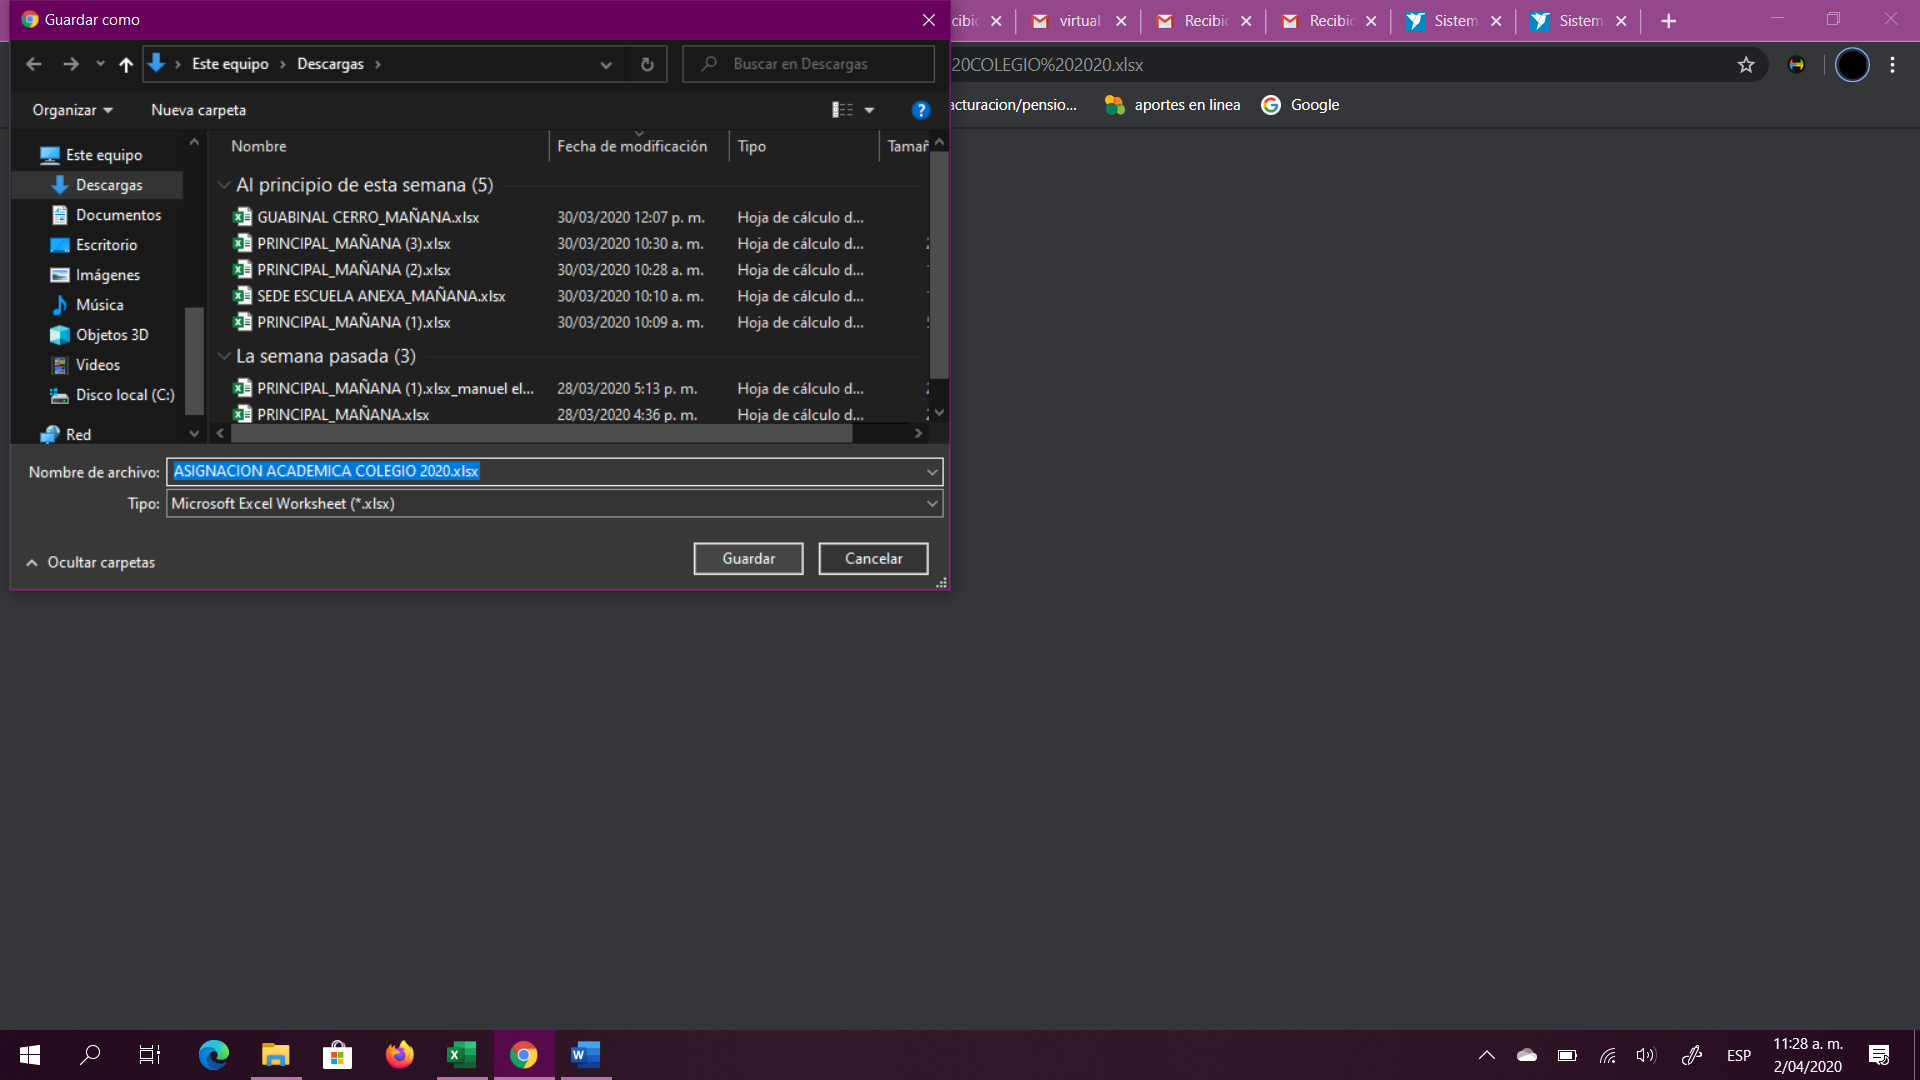 Guardar como
Este equipo
Descargas
Buscar en Descargas
Organizar
Nueva carpeta
Este equipo
Descargas
Documentos
Escritorio
Imágenes
Música
Objetos 3D
Videos
Disco local (C:)
Red
Nombre Fecha de modificación Tipo
Al principio de esta semana (5)
GUABINAL CERRO_MAÑANA.xlsx 30/03/2020 12:07 p. m. Hoja de cálculo d...
PRINCIPAL_MAÑANA (3).xlsx 30/03/2020 10:30 a. m. Hoja de cálculo d...
PRINCIPAL_MAÑANA (2).xlsx 30/03/2020 10:28 a. m. Hoja de cálculo d...
SEDE ESCUELA ANEXA_MAÑANA.xlsx 30/03/2020 10:10 a. m. Hoja de cálculo d...
PRINCIPAL_MAÑANA (1).xlsx 30/03/2020 10:09 a. m. Hoja de cálculo d...
La semana pasada (3)
PRINCIPAL_MAÑANA (1).xlsx_manuel el... 28/03/2020 5:13 p. m. Hoja de cálculo d...
PRINCIPAL_MAÑANA.xlsx 28/03/2020 4:36 p. m. Hoja de cálculo d...
Nombre de archivo: ASIGNACION ACADEMICA COLEGIO 2020.xlsx
Tipo: Microsoft Excel Worksheet (*.xlsx)
Ocultar carpetas
Guardar
Cancelar
virtual
Recibic
Recibic
Sistem
Sistem
20COLEGIO%202020.xlsx
acturacion/pensio...
aportes en linea
Google
ESP
11:28 a. m.
2/04/2020